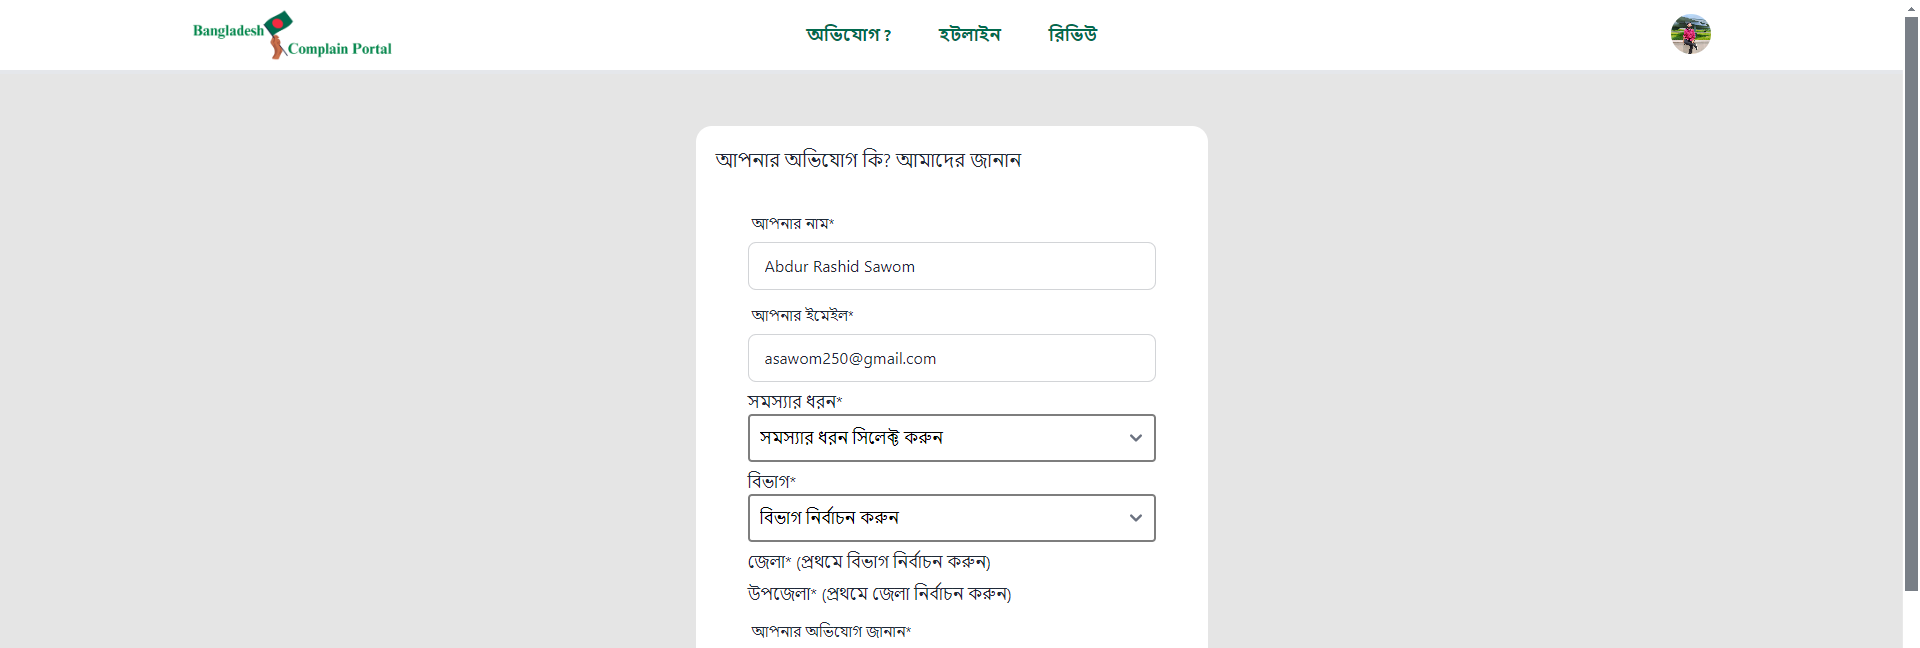 Bangladesh
Complain Portal
অভিযোগ ?
হটলাইন
রিভিউ
আপনার অভিযোগ কি? আমাদের জানান
আপনার নাম*
Abdur Rashid Sawom
আপনার ইমেইল*
asawom250@gmail.com
সমস্যার ধরন*
সমস্যার ধরন সিলেক্ট করুন
বিভাগ*
বিভাগ নির্বাচন করুন
জেলা* (প্রথমে বিভাগ নির্বাচন করুন)
উপজেলা* (প্রথমে জেলা নির্বাচন করুন)
আপনার অভিযোগ জানান*